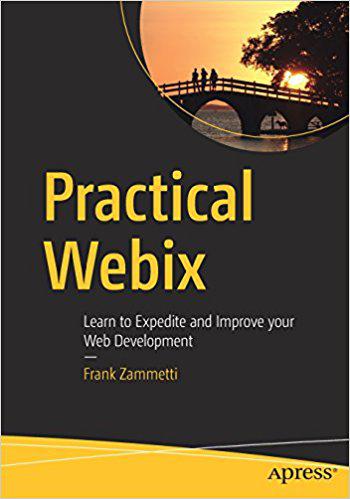 Practical
Webix
Learn to Expedite and Improve your
Web Development
—
Frank Zammetti
Apress®